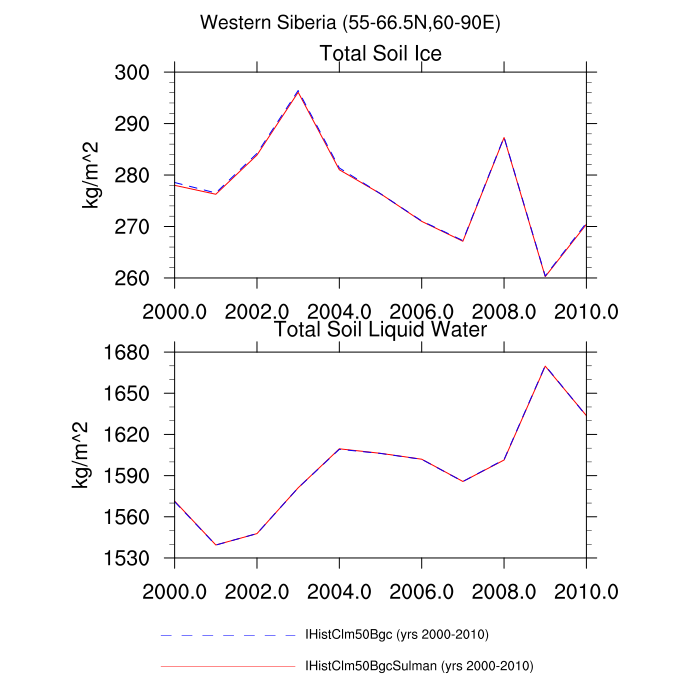 Western Siberia (55-66.5N,60-90E)
Total Soil Ice
300
290
280
270
260
kg/m^2
2000.0 2002.0 2004.0 2006.0 2008.0 2010.0
Total Soil Liquid Water
1680
1650
1620
1590
1560
1530
kg/m^2
2000.0 2002.0 2004.0 2006.0 2008.0 2010.0
IHistClm50Bgc (yrs 2000-2010)
IHistClm50BgcSulman (yrs 2000-2010)